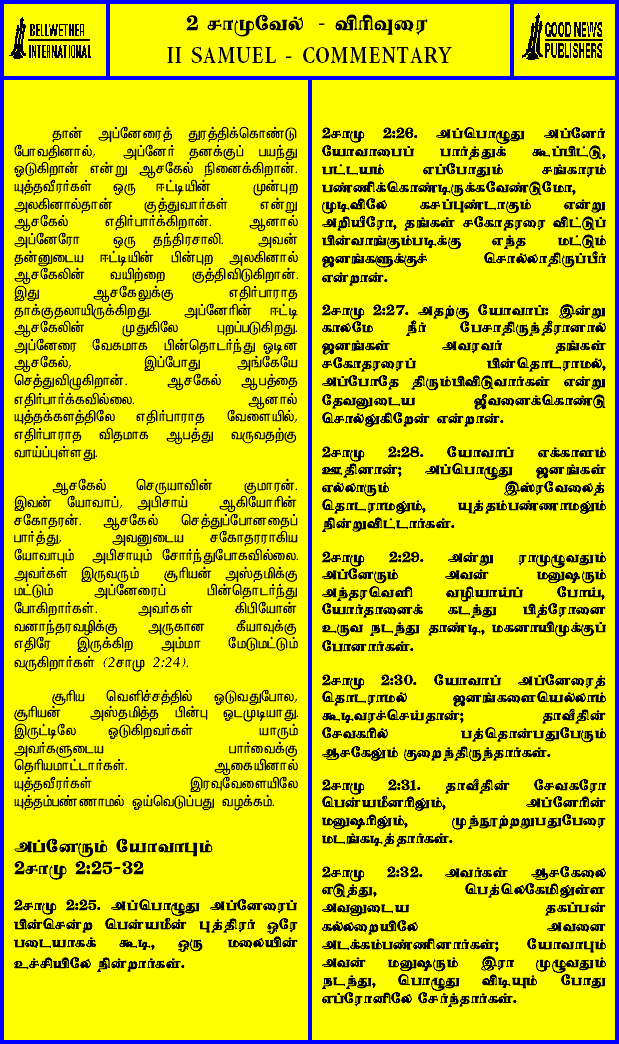 BELLWETHER
INTERNATIONAL
2 சாமுவேல் - விரிவுரை
II SAMUEL - COMMENTARY
GOOD NEWS
PUBLISHERS
தான் அப்னேரைத் துரத்திக்கொண்டு
போவதினால், அப்னேர் தனக்குப் பயந்து
ஓடுகிறான் என்று ஆசகேல் நினைக்கிறான்.
யுத்தவீரர்கள் ஒரு ஈட்டியின் முன்புற
அலகினால்தான் குத்துவார்கள் என்று
ஆசகேல் எதிர்பார்க்கிறான். ஆனால்
அப்னேரோ ஒரு தந்திரசாலி. அவன்
தன்னுடைய ஈட்டியின் பின்புற அலகினால்
ஆசகேலின் வயிற்றை குத்திவிடுகிறான்.
இது ஆசகேலுக்கு எதிர்பாராத
தாக்குதலாயிருக்கிறது. அப்னேரின் ஈட்டி
ஆசகேலின் முதுகிலே புறப்படுகிறது.
அப்னேரை வேகமாக பின்தொடர்ந்து ஓடின
ஆசகேல், இப்போது அங்கேயே
செத்துவிழுகிறான். ஆசகேல் ஆபத்தை
எதிர்பார்க்கவில்லை. ஆனால்
யுத்தக்களத்திலே எதிர்பாராத வேளையில்,
எதிர்பாராத விதமாக ஆபத்து வருவதற்கு
வாய்ப்புள்ளது.
ஆசகேல் செருயாவின் குமாரன்.
இவன் யோவாப், அபிசாய் ஆகியோரின்
சகோதரன். ஆசகேல் செத்துப்போனதைப்
பார்த்து, அவனுடைய சகோதரராகிய
யோவாபும் அபிசாயும் சோர்ந்துபோகவில்லை.
அவர்கள் இருவரும் சூரியன் அஸ்தமிக்கு
மட்டும் அப்னேரைப் பின்தொடர்ந்து
போகிறார்கள். அவர்கள் கிபியோன்
வனாந்தரவழிக்கு அருகான கீயாவுக்கு
எதிரே இருக்கிற அம்மா மேடுமட்டும்
வருகிறார்கள் (2சாமு 2:24).
சூரிய வெளிச்சத்தில் ஓடுவதுபோல,
சூரியன் அஸ்தமித்த பின்பு ஓடமுடியாது.
இருட்டிலே ஓடுகிறவர்கள் யாரும்
அவர்களுடைய பார்வைக்கு
தெரியமாட்டார்கள். ஆகையினால்
யுத்தவீரர்கள் இரவுவேளையிலே
யுத்தம்பண்ணாமல் ஓய்வெடுப்பது வழக்கம்.
அப்னேரும் யோவாபும்
2சாமு 2:25-32
2சாமு 2:25. அப்பொழுது அப்னேரைப்
பின்சென்ற பென்யமீன் புத்திரர் ஒரே
படையாகக் கூடி, ஒரு மலையின்
உச்சியிலே நின்றார்கள்.
2சாமு 2:26. அப்பொழுது அப்னேர்
யோவாபைப் பார்த்துக் கூப்பிட்டு,
பட்டயம் எப்போதும் சங்காரம்
பண்ணிக்கொண்டிருக்கவேண்டுமோ,
முடிவிலே கசப்புண்டாகும் என்று
அறியீரோ, தங்கள் சகோதரரை விட்டுப்
பின்வாங்கும்படிக்கு எந்த மட்டும்
ஜனங்களுக்குச் சொல்லாதிருப்பீர்
என்றான்.
2சாமு 2:27. அதற்கு யோவாப்: இன்று
காலமே நீர் பேசாதிருந்தீரானால்
ஜனங்கள் அவரவர் தங்கள்
சகோதரரைப் பின்தொடராமல்,
அப்போதே திரும்பிவிடுவார்கள் என்று
தேவனுடைய ஜீவனைக்கொண்டு
சொல்லுகிறேன் என்றான்.
2சாமு 2:28. யோவாப் எக்காளம்
ஊதினான்; அப்பொழுது ஜனங்கள்
எல்லாரும் இஸ்ரவேலைத்
தொடராமலும், யுத்தம்பண்ணாமலும்
நின்றுவிட்டார்கள்.
2சாமு 2:29. அன்று ராமுழுவதும்
அப்னேரும் அவன் மனுஷரும்
அந்தரவெளி வழியாய்ப் போய்,
யோர்தானைக் கடந்து பித்ரோனை
உருவ நடந்து தாண்டி, மகனாயிமுக்குப்
போனார்கள்.
2சாமு 2:30. யோவாப் அப்னேரைத்
தொடராமல் ஜனங்களையெல்லாம்
கூடிவரச்செய்தான்; தாவீதின்
சேவகரில் பத்தொன்பதுபேரும்
ஆசகேலும் குறைந்திருந்தார்கள்.
2சாமு 2:31. தாவீதின் சேவகரோ
பென்யமீனரிலும், அப்னேரின்
மனுஷரிலும், முந்நூற்றறுபதுபேரை
மடங்கடித்தார்கள்.
2சாமு 2:32. அவர்கள் ஆசகேலை
எடுத்து, பெத்லெகேமிலுள்ள
அவனுடைய தகப்பன்
கல்லறையிலே அவனை
அடக்கம்பண்ணினார்கள்; யோவாபும்
அவன் மனுஷரும் இரா முழுவதும்
நடந்து, பொழுது விடியும் போது
எப்ரோனிலே சேர்ந்தார்கள்.